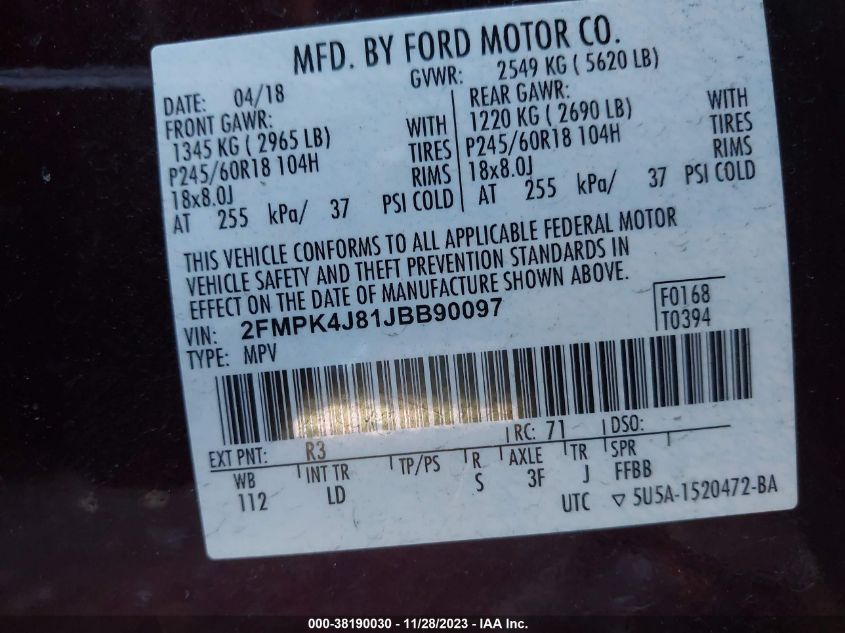 MFD. BY FORD MOTOR CO.
DATE: 04/18 GVWR: 2549 KG ( 5620 LB)
FRONT GAWR: REAR GAWR:
1345 KG ( 2965 LB) WITH 1220 KG ( 2690 LB) WITH
P245/60R18 104H TIRES P245/60R18 104H TIRES
18x8.0J RIMS 18x8.0J RIMS
AT 255 kPa/ 37 PSI COLD AT 255 kPa/ 37 PSI COLD
THIS VEHICLE CONFORMS TO ALL APPLICABLE FEDERAL MOTOR
VEHICLE SAFETY AND THEFT PREVENTION STANDARDS IN
EFFECT ON THE DATE OF MANUFACTURE SHOWN ABOVE.
VIN: 2FMPK4J81JBB90097 F0168
TYPE: MPV T0394
EXT PNT: R3 RC: 71 DSO:
WB INT TR TP/PS R AXLE TR SPR
112 LD S 3F J FFBB
UTC ▽ 5U5A-1520472-BA
000-38190030 - 11/28/2023 - IAA Inc.